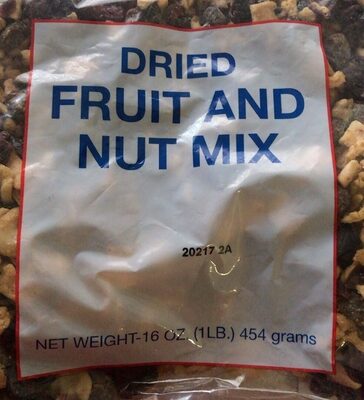 DRIED
FRUIT AND
NUT MIX
20217 2A
NET WEIGHT-16 OZ. (1LB.) 454 grams